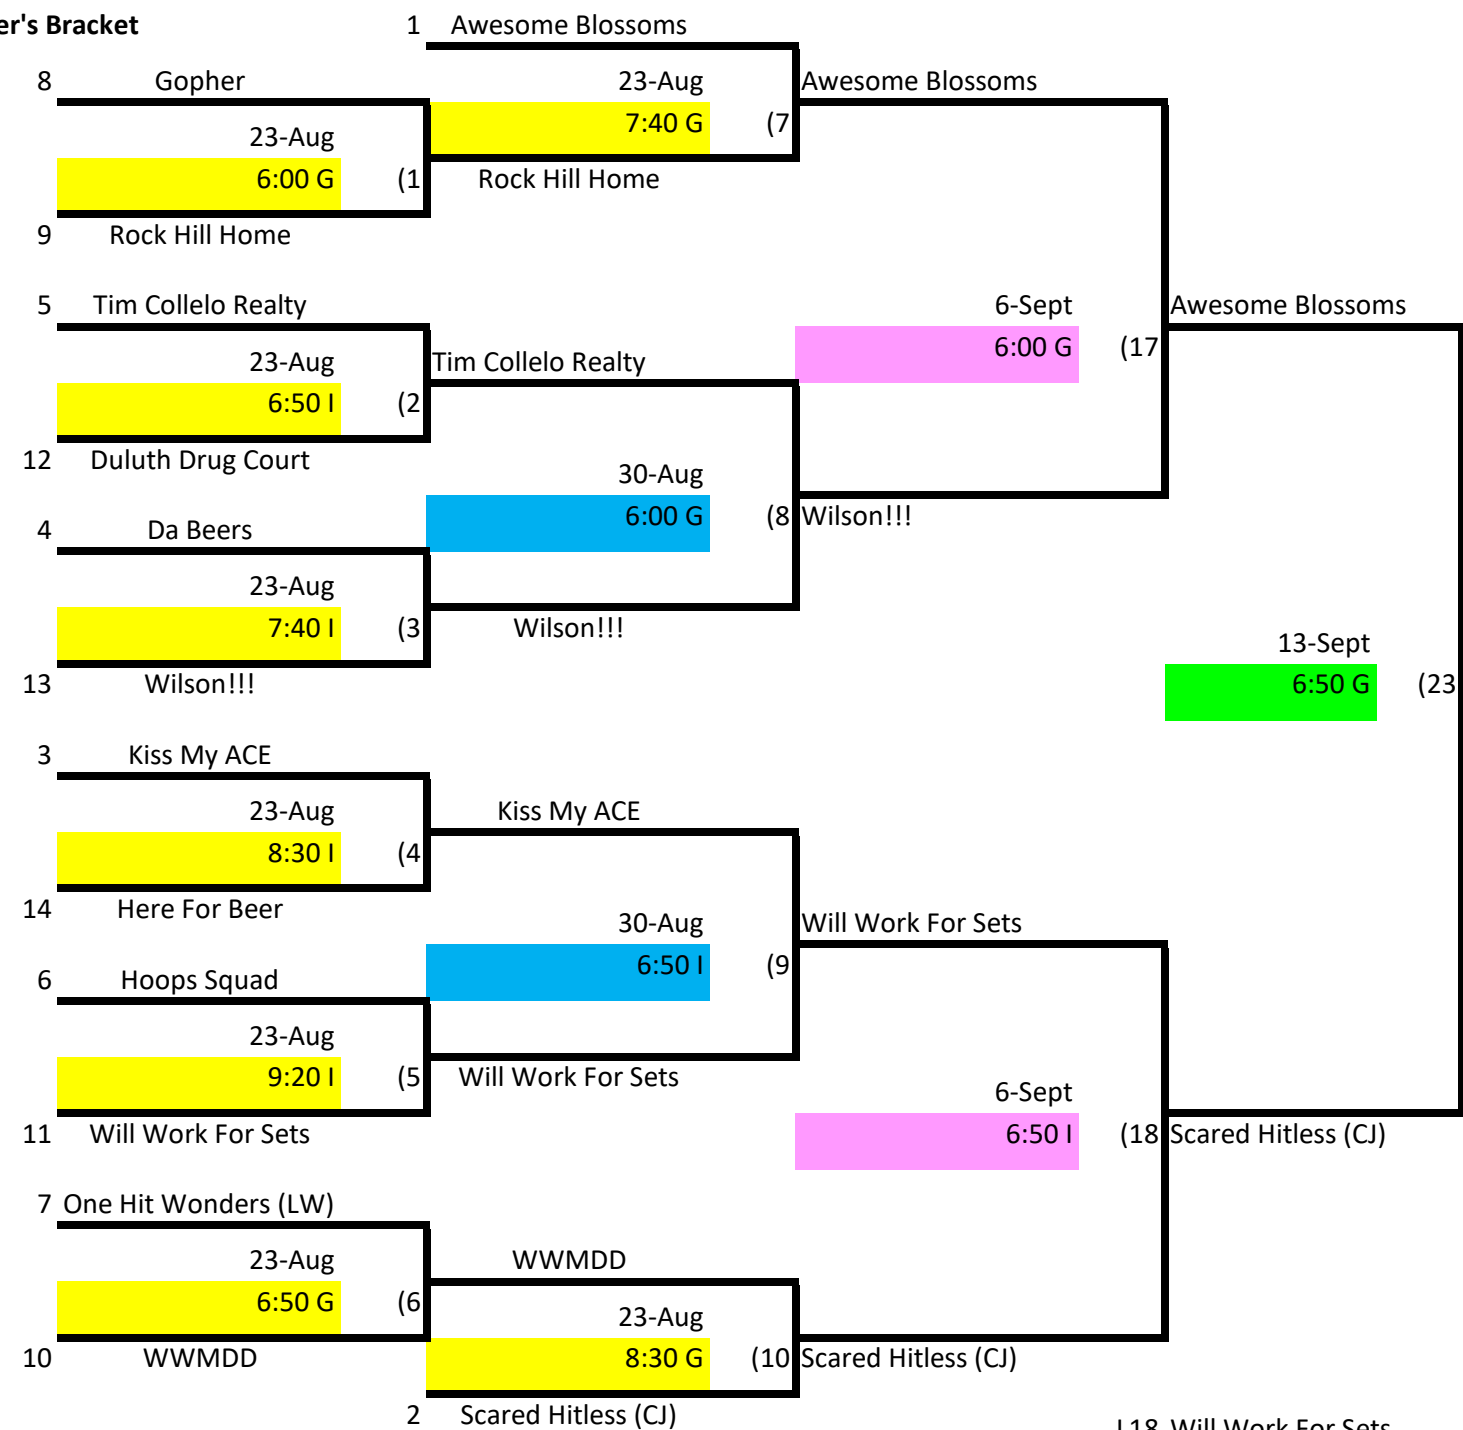 er's Bracket
1 Awesome Blossoms
8 Gopher
23-Aug
Awesome Blossoms
23-Aug
7:40 G (7
6:00 G (1
Rock Hill Home
9 Rock Hill Home
5 Tim Collelo Realty
6-Sept
Awesome Blossoms
23-Aug
Tim Collelo Realty
6:00 G (17
6:50 I (2
12 Duluth Drug Court
30-Aug
4 Da Beers
6:00 G (8
Wilson!!!
23-Aug
7:40 I (3
Wilson!!!
13-Sept
13 Wilson!!!
6:50 G (23
3 Kiss My ACE
23-Aug
Kiss My ACE
8:30 I (4
14 Here For Beer
30-Aug
Will Work For Sets
6 Hoops Squad
6:50 I (9
23-Aug
9:20 I (5
Will Work For Sets
6-Sept
11 Will Work For Sets
6:50 I (18
Scared Hitless (CJ)
7 One Hit Wonders (LW)
23-Aug
WWMDD
6:50 G (6
23-Aug
10 WWMDD
8:30 G (10
Scared Hitless (CJ)
2 Scared Hitless (CJ)
L18 Will Work For Sets